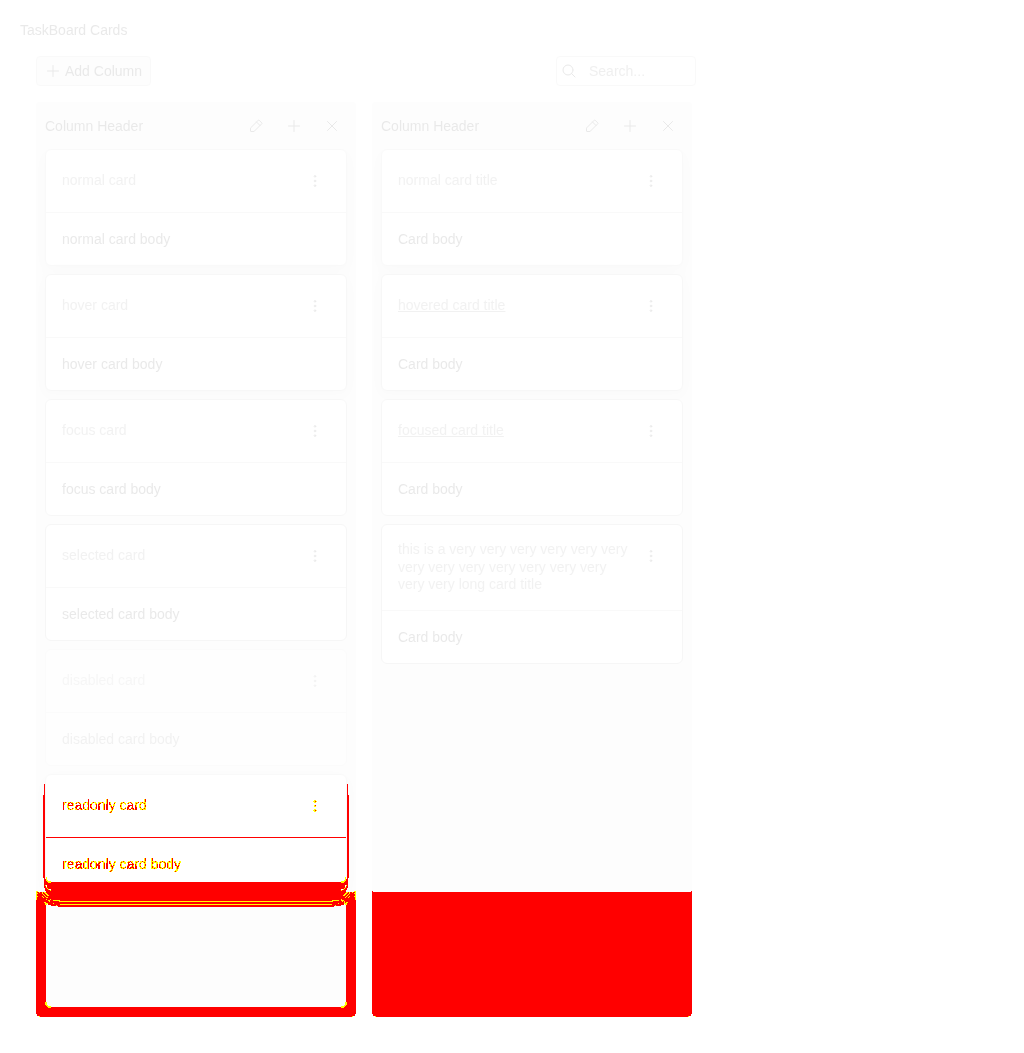 TaskBoard Cards
Add Column
Search...
Column Header
normal card
normal card body
hover card
hover card body
focus card
focus card body
selected card
selected card body
disabled card
disabled card body
readonly card
readonly card body
Column Header
normal card title
Card body
hovered card title
Card body
focused card title
Card body
this is a very very very very very very
very very very very very very very
very very long card title
Card body